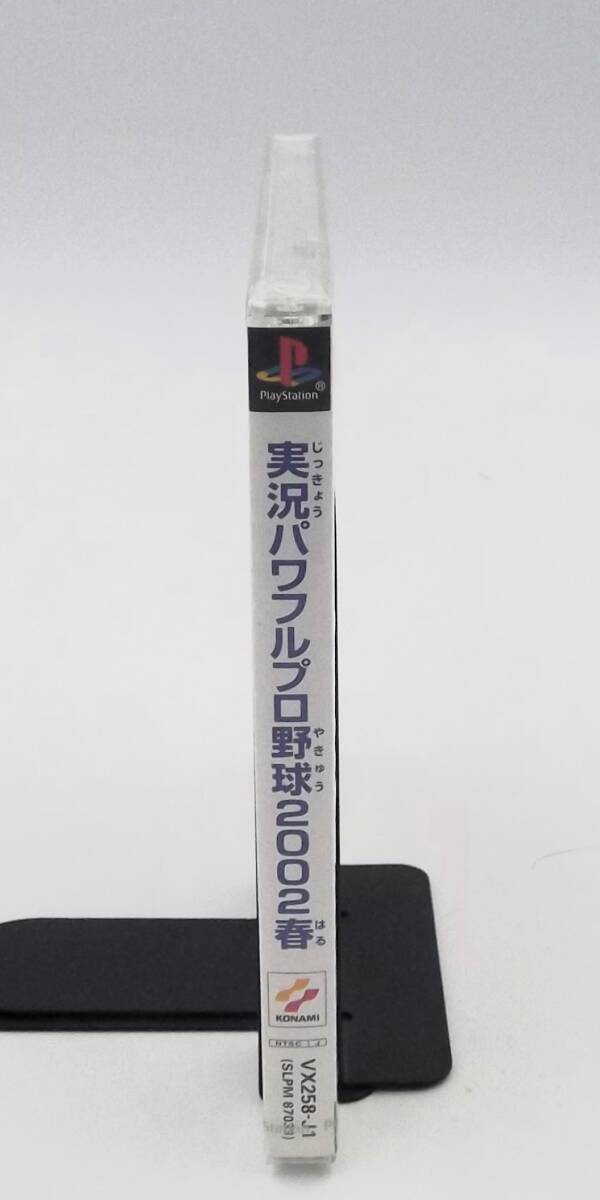 PlayStation®
じっきょう
実況パワフルプロ野球2002春
やきゅう
はる
KONAMI
NTSC J
VX258-J1
(SLPM 87033)